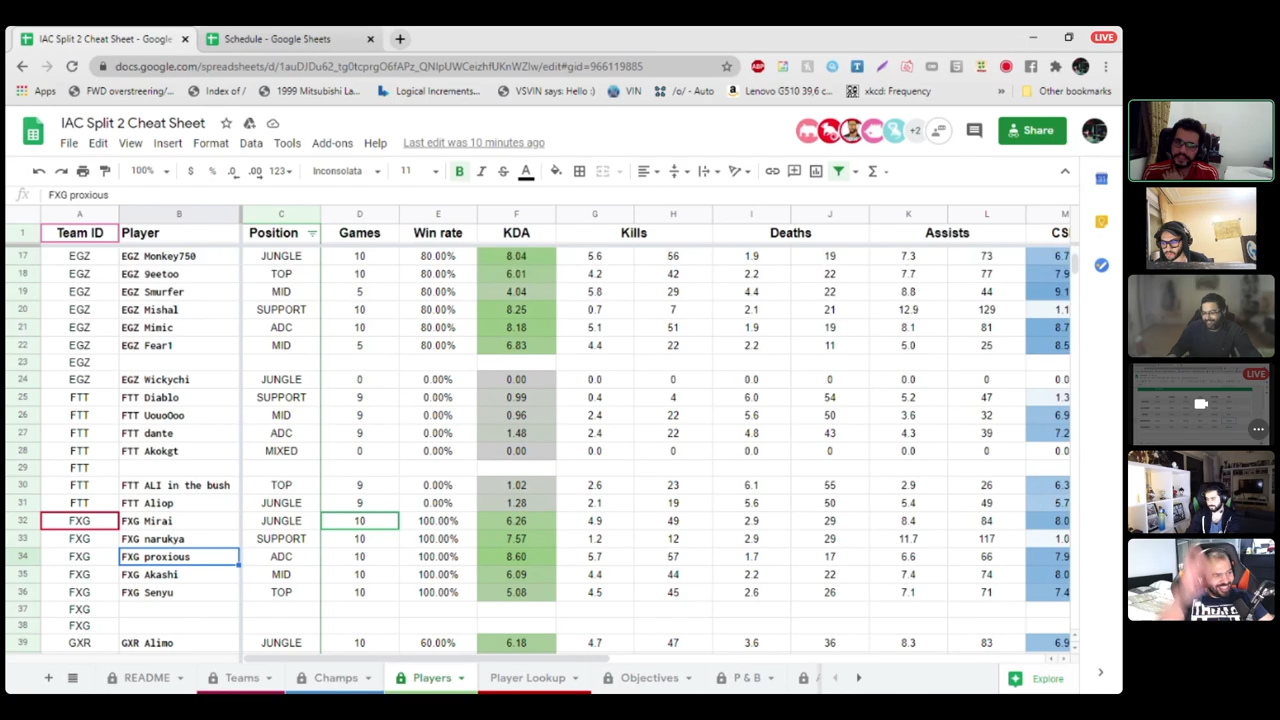 IAC Split 2 Cheat Sheet - Google
Schedule - Google Sheets
LIVE
docs.google.com/spreadsheets/d/1auDJDu62_tg0tcprgO6fAPz_QNlpUWCeizhfUKnWZlw/edit#gid=966119885
Apps FWD overstreering/... Index of / 1999 Mitsubishi La... Logical Increments... VSVIN says: Hello :) VIN /o/ - Auto Lenovo G510 39,6 c... xkcd: Frequency » Other bookmarks
IAC Split 2 Cheat Sheet
+2
Share
File Edit View Insert Format Data Tools Add-ons Help Last edit was 10 minutes ago
100% $ % .0 .00 123 Inconsolata 11 B I S A
fx FXG proxious
A B C D E F G H I J K L M
1 Team ID Player Position Games Win rate KDA Kills Deaths Assists CS
17 EGZ EGZ Monkey750 JUNGLE 10 80.00% 8.04 5.6 56 1.9 19 7.3 73 6.7
18 EGZ EGZ 9eetoo TOP 10 80.00% 6.01 4.2 42 2.2 22 7.7 77 7.9
19 EGZ EGZ Smurfer MID 5 80.00% 4.04 5.8 29 4.4 22 8.8 44 9.1
20 EGZ EGZ Mishal SUPPORT 10 80.00% 8.25 0.7 7 2.1 21 12.9 129 1.1
21 EGZ EGZ Mimic ADC 10 80.00% 8.18 5.1 51 1.9 19 8.1 81 8.7
22 EGZ EGZ Fear1 MID 5 80.00% 6.83 4.4 22 2.2 11 5.0 25 8.5
23 EGZ
24 EGZ EGZ Wickychi JUNGLE 0 0.00% 0.00 0.0 0 0.0 0 0.0 0 0.0
25 FTT FTT Diablo SUPPORT 9 0.00% 0.99 0.4 4 6.0 54 5.2 47 1.3
26 FTT FTT UouoOoo MID 9 0.00% 0.96 2.4 22 5.6 50 3.6 32 6.9
27 FTT FTT dante ADC 9 0.00% 1.48 2.4 22 4.8 43 4.3 39 7.2
28 FTT FTT Akokgt MIXED 0 0.00% 0.00 0.0 0 0.0 0 0.0 0 0.0
29 FTT
30 FTT FTT ALI in the bush TOP 9 0.00% 1.02 2.6 23 6.1 55 2.9 26 6.3
31 FTT FTT Aliop JUNGLE 9 0.00% 1.28 2.1 19 5.6 50 5.4 49 5.7
32 FXG FXG Mirai JUNGLE 10 100.00% 6.26 4.9 49 2.9 29 8.4 84 8.0
33 FXG FXG narukya SUPPORT 10 100.00% 7.57 1.2 12 2.9 29 11.7 117 1.0
34 FXG FXG proxious ADC 10 100.00% 8.60 5.7 57 1.7 17 6.6 66 7.9
35 FXG FXG Akashi MID 10 100.00% 6.09 4.4 44 2.6 26 7.4 74 8.0
36 FXG FXG Senyu TOP 10 100.00% 5.08 4.5 45 2.6 26 7.1 71 7.4
37 FXG
38 FXG
39 GXR GXR Alimo JUNGLE 10 60.00% 6.18 4.7 47 3.6 36 8.3 83 6.9
README Teams Champs Players Player Lookup Objectives P & B
Explore
LIVE